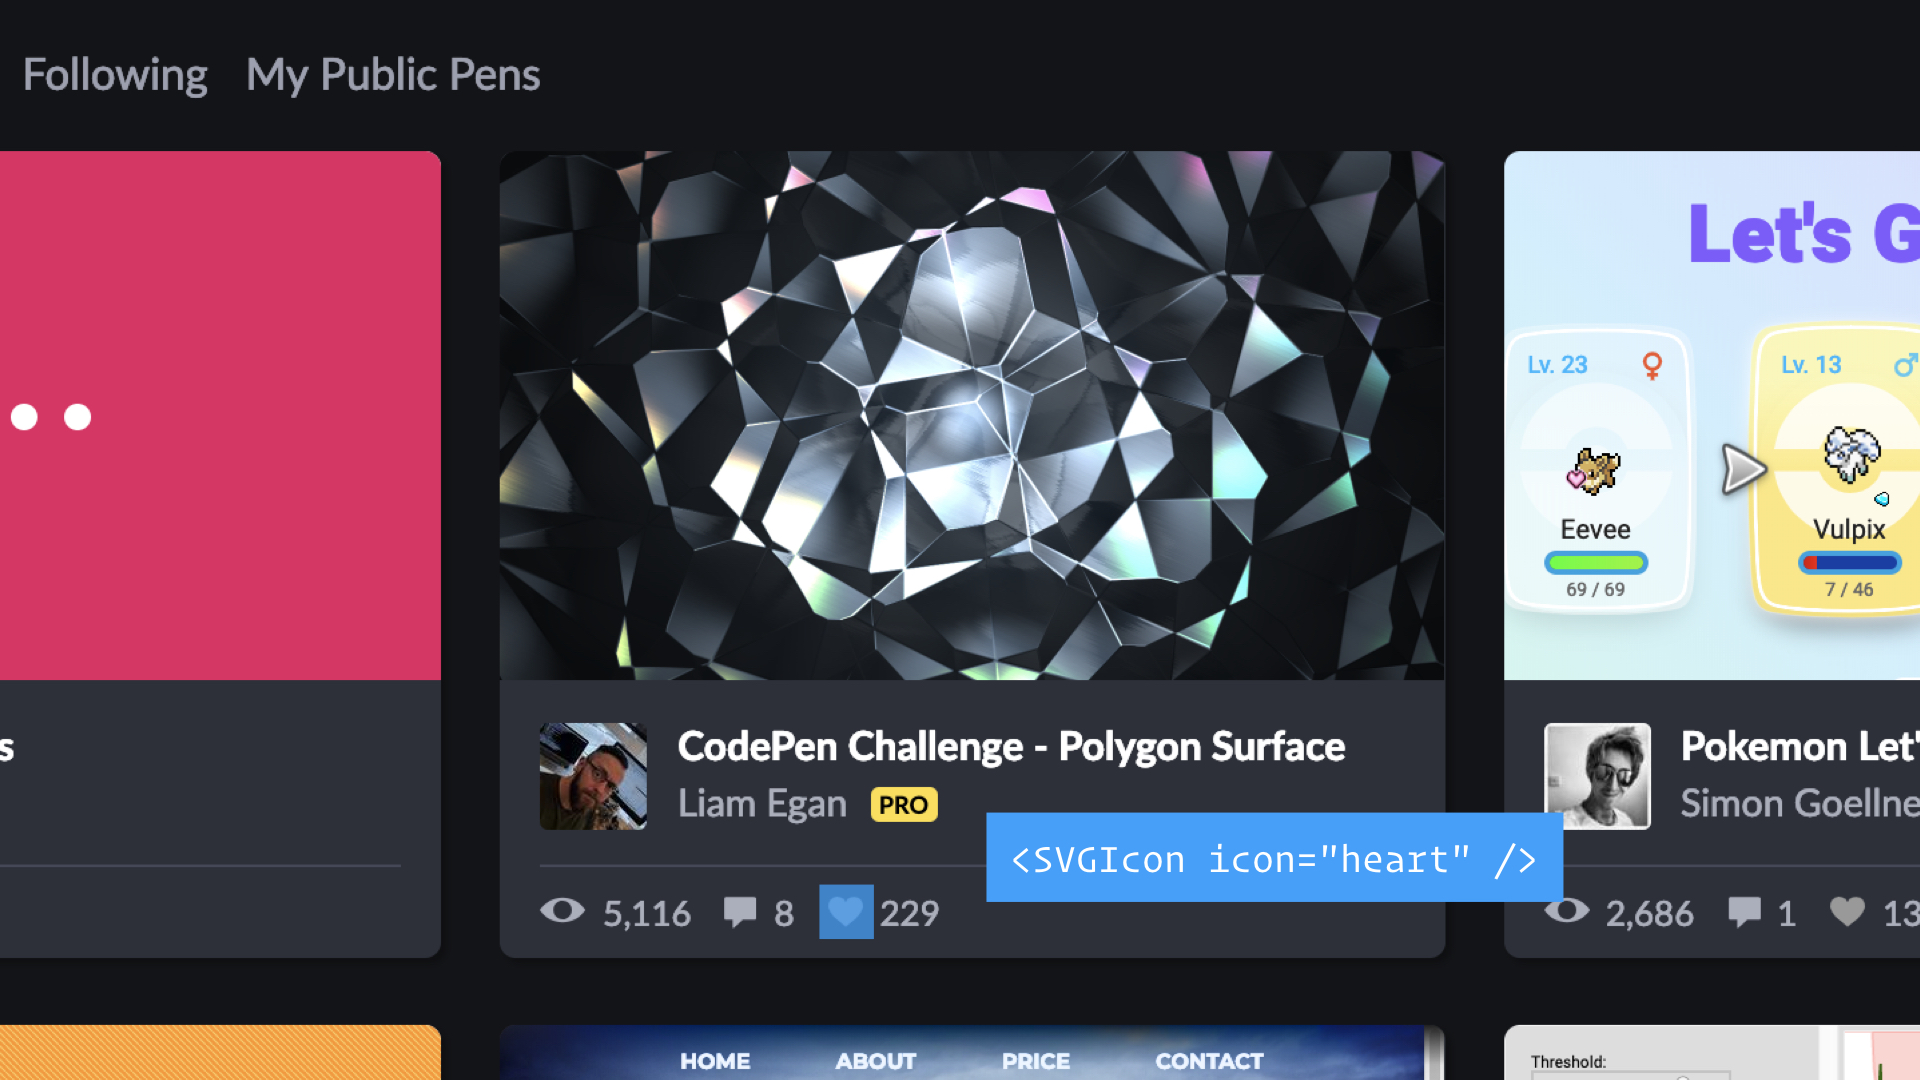 Following My Public Pens
Let's G
Lv. 23
Lv. 13
Eevee
Vulpix
69 / 69
7 / 46
s
CodePen Challenge - Polygon Surface
Liam Egan PRO
Pokemon Let'
Simon Goellne
<SVGIcon icon="heart" />
5,116 8 229
2,686 1 13
HOME ABOUT PRICE CONTACT
Threshold: